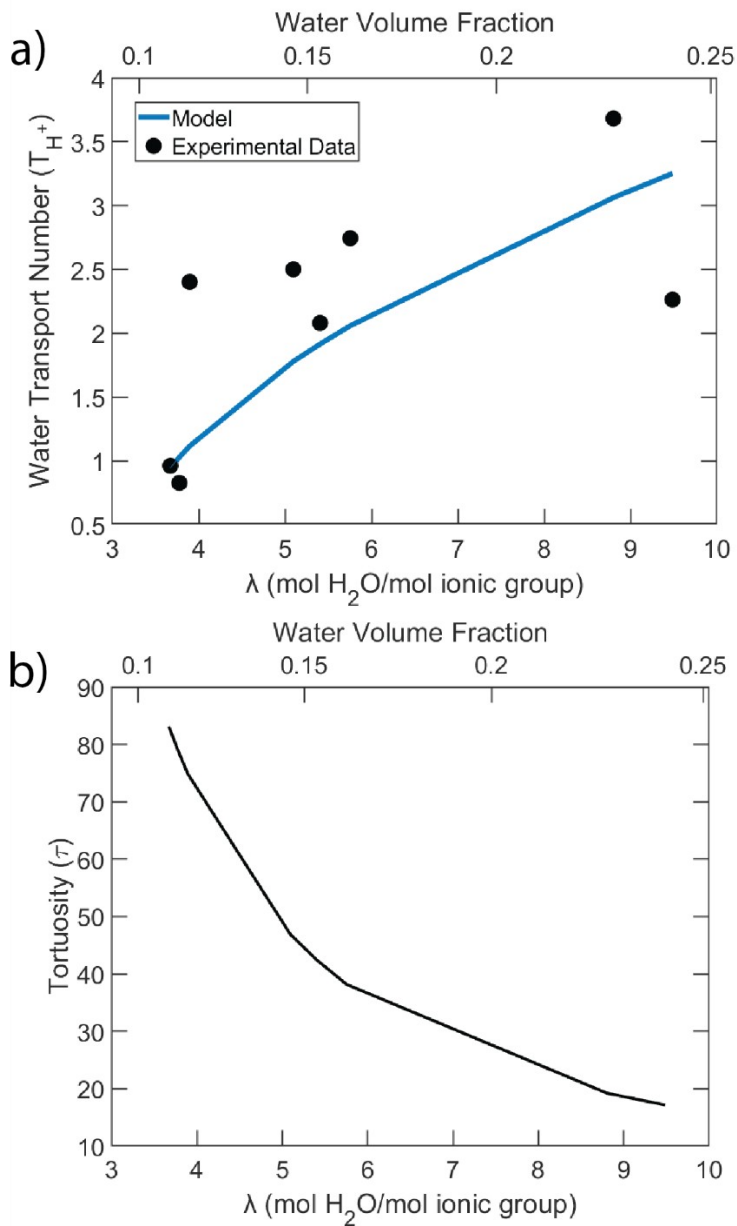 a)
Water Volume Fraction
0.1 0.15 0.2 0.25
Water Transport Number (T_H+)
4
3.5
3
2.5
2
1.5
1
0.5
Model
Experimental Data
3 4 5 6 7 8 9 10
λ (mol H2O/mol ionic group)
b)
Water Volume Fraction
0.1 0.15 0.2 0.25
Tortuosity (τ)
90
80
70
60
50
40
30
20
10
3 4 5 6 7 8 9 10
λ (mol H2O/mol ionic group)